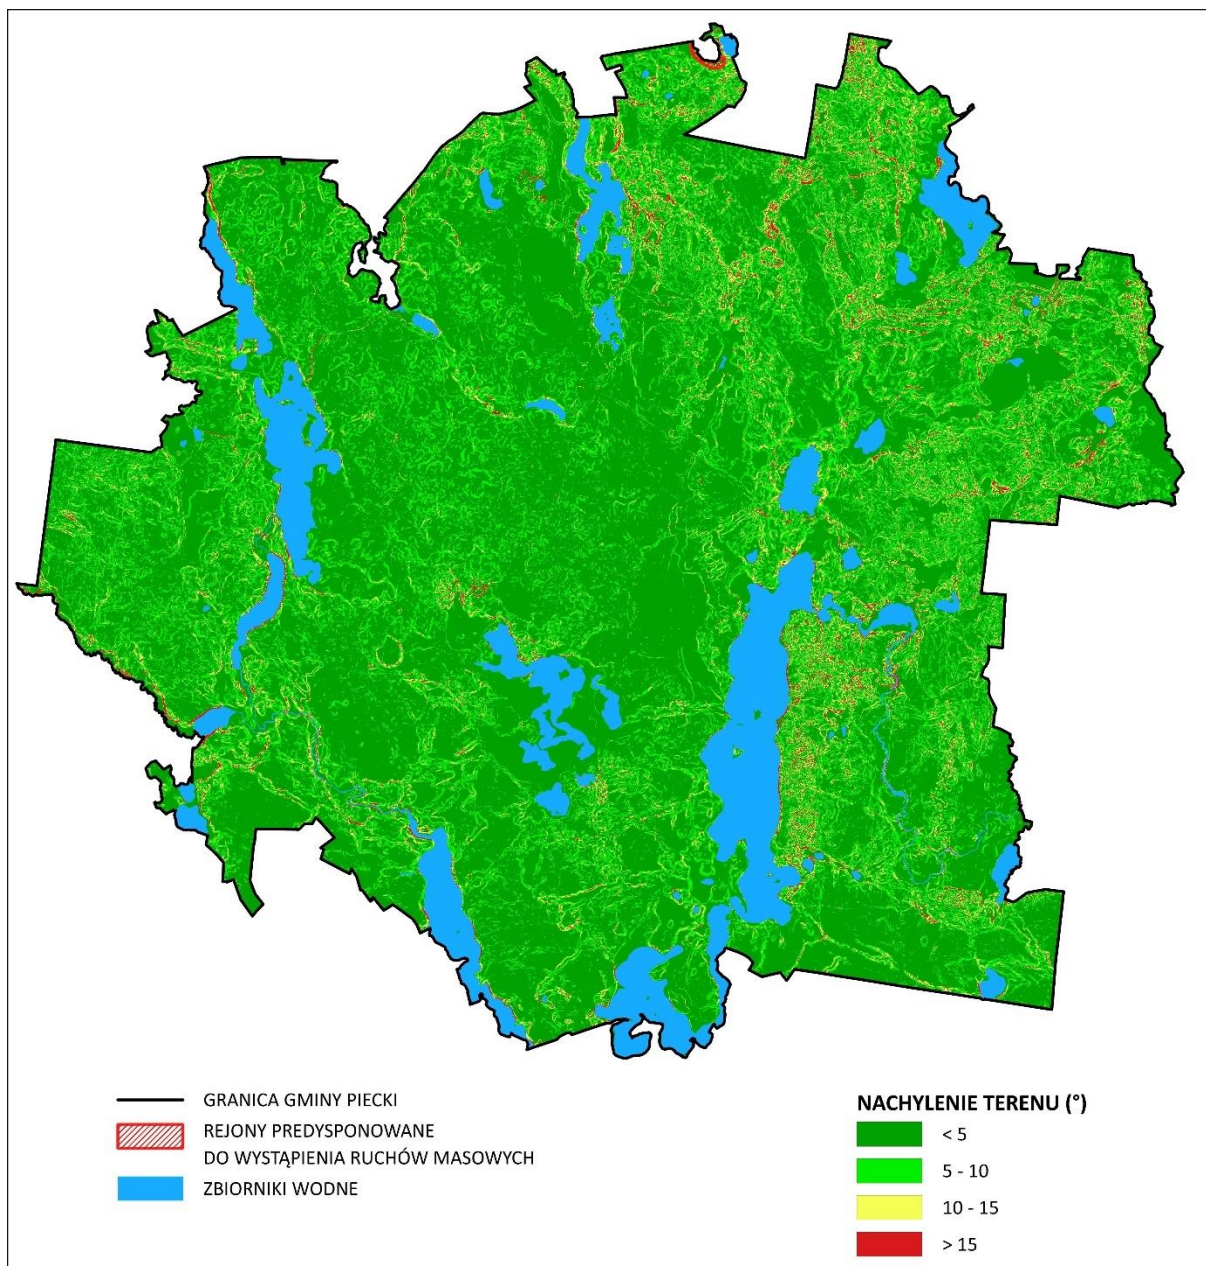 GRANICA GMINY PIECKI
REJONY PREDYSPONOWANE
DO WYSTĄPIENIA RUCHÓW MASOWYCH
ZBIORNIKI WODNE
NACHYLENIE TERENU (°)
< 5
5 - 10
10 - 15
> 15